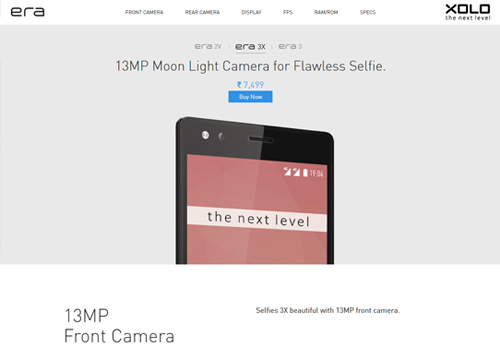 era
FRONT CAMERA REAR CAMERA DISPLAY FPS RAM/ROM SPECS
XOLO
the next level
era 2V era 3X era 3
13MP Moon Light Camera for Flawless Selfie.
₹ 7,499
Buy Now
19:04
the next level
13MP
Front Camera
Selfies 3X beautiful with 13MP front camera.